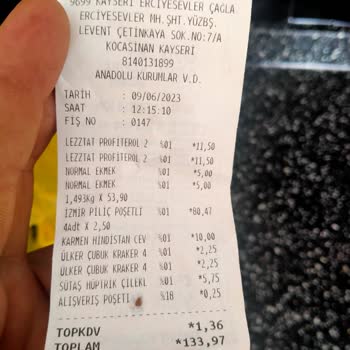 9699 KAYSERİ ERCİYESEVLER ÇAĞLA
ERCİYESEVLER MH.ŞHT.YÜZBŞ.
LEVENT ÇETİNKAYA SOK.NO:7/A
KOCASİNAN KAYSERİ
8140131899
ANADOLU KURUMLAR V.D.
TARİH : 09/06/2023
SAAT : 12:15:10
FİŞ NO : 0147
LEZZTAT PROFİTEROL 2 %01 *11,50
LEZZTAT PROFİTEROL 2 %01 *11,50
NORMAL EKMEK %01 *5,00
NORMAL EKMEK %01 *5,00
1,493Kg X 53,90
İZMİR PİLİÇ POŞETLİ %01 *80,47
4adt X 2,50
KARMEN HİNDİSTAN CEV %01 *10,00
ÜLKER ÇUBUK KRAKER 4 %01 *2,25
ÜLKER ÇUBUK KRAKER 4 %01 *2,25
SÜTAŞ HÜPTRİK ÇİLEKL %01 *5,75
ALIŞVERİŞ POŞETİ %18 *0,25
TOPKDV *1,36
TOPLAM *133,97